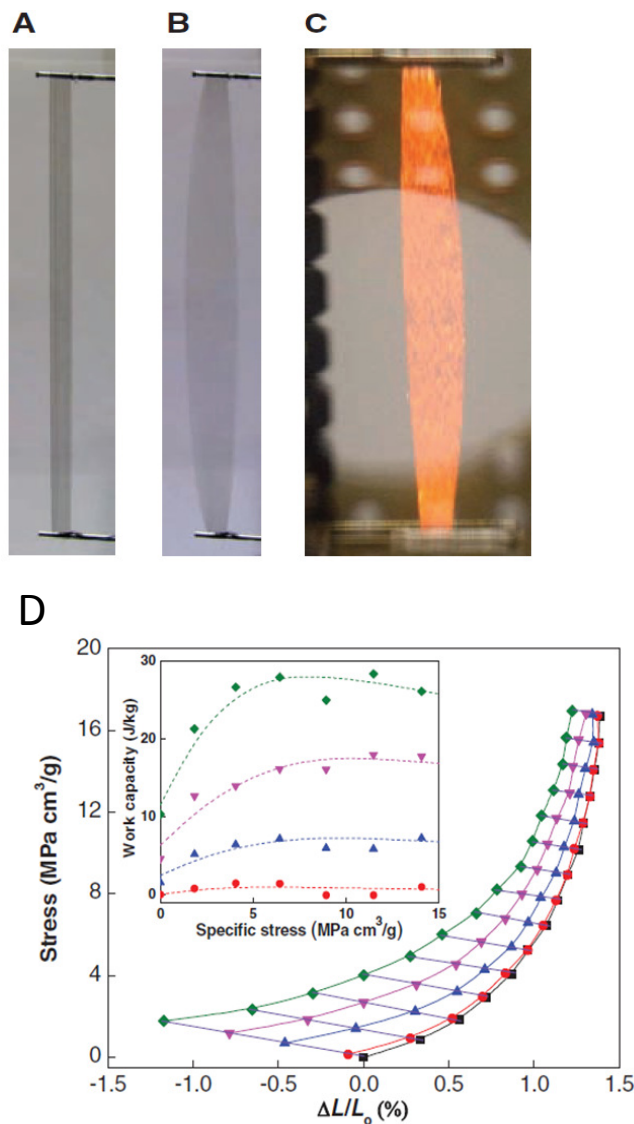 A B C
D
20
16
12
8
4
0
Stress (MPa cm³/g)
30
20
10
0
Work capacity (J/kg)
0 5 10 15
Specific stress (MPa cm³/g)
-1.5 -1.0 -0.5 0.0 0.5 1.0 1.5
ΔL/Lₒ (%)